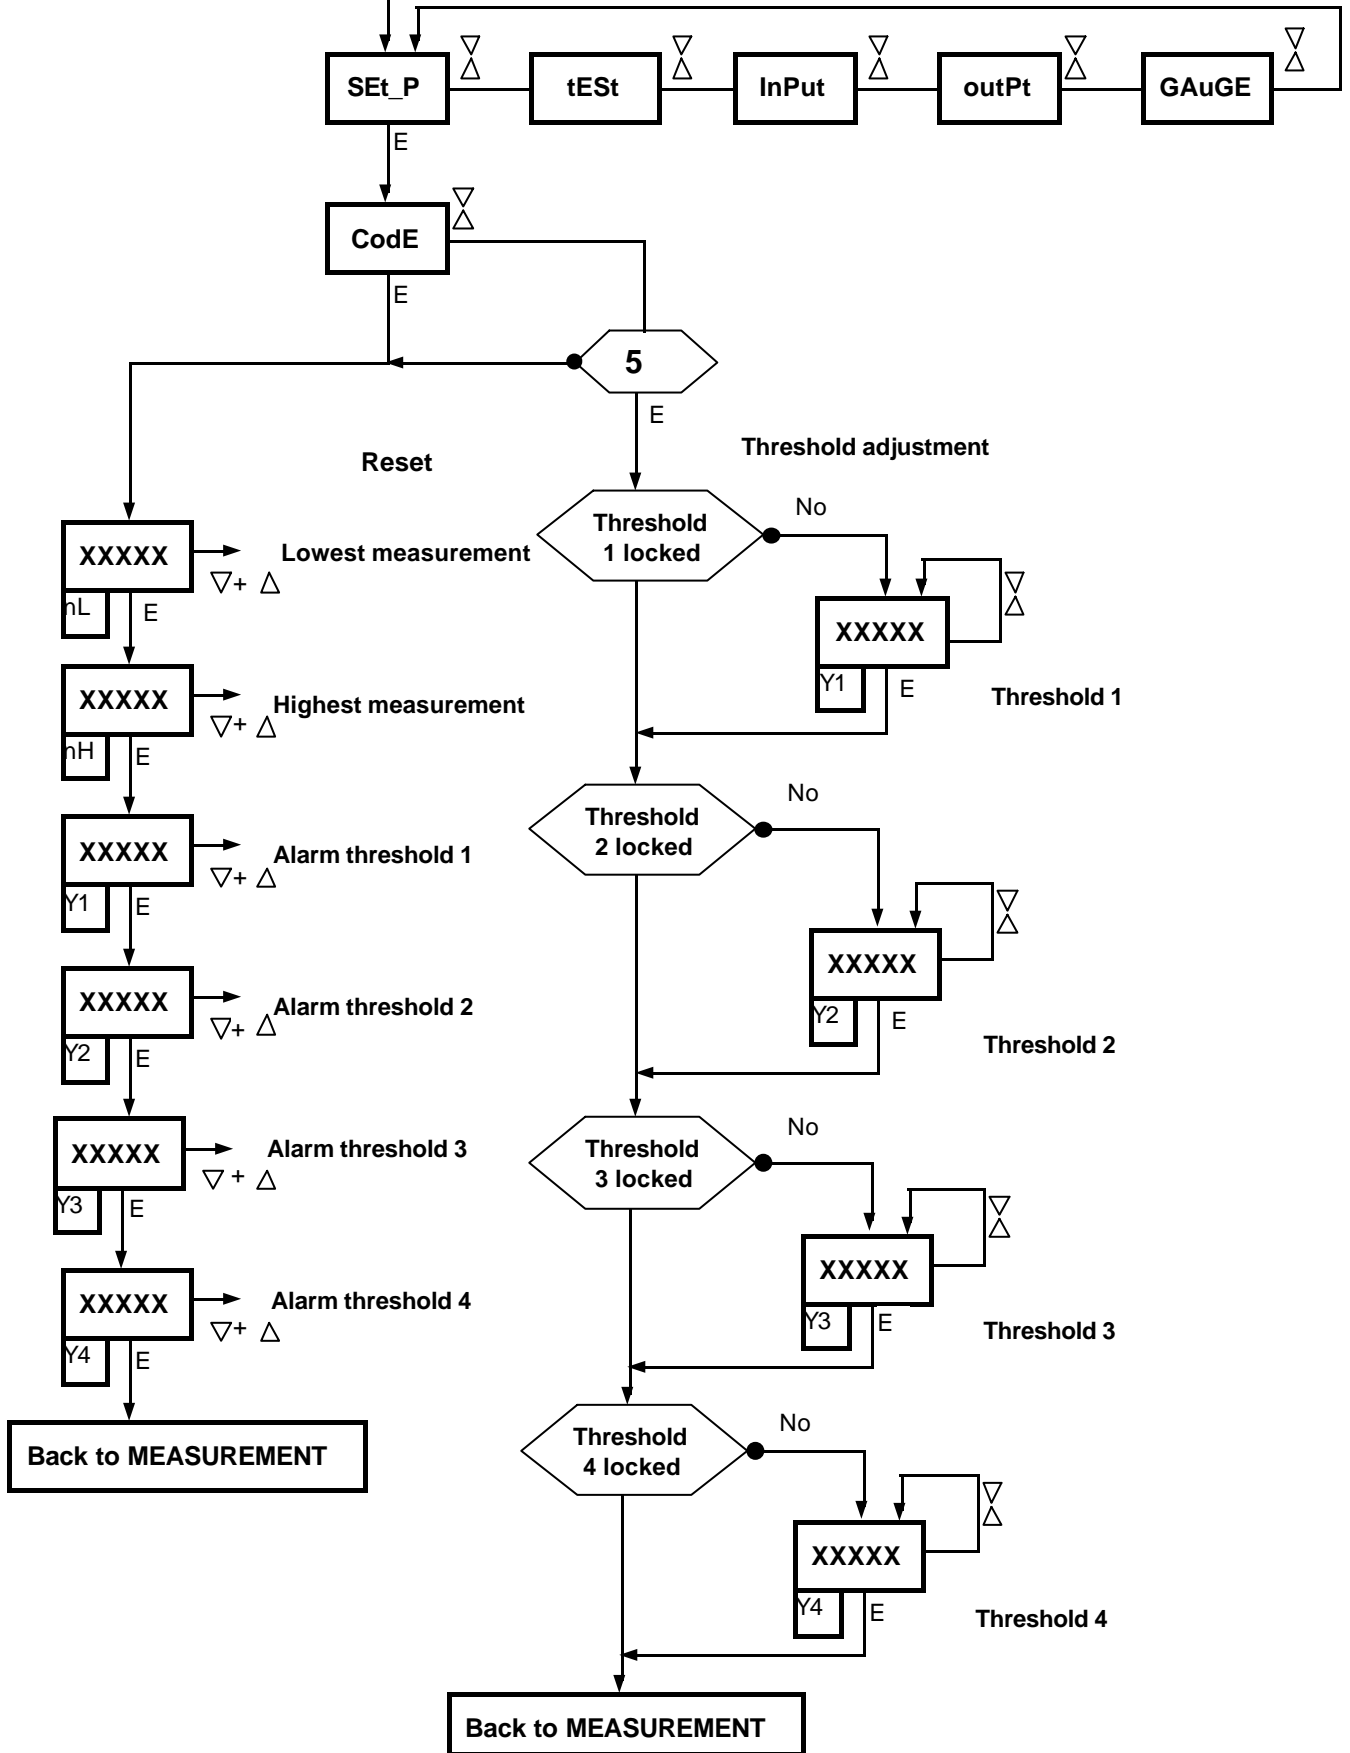 SEt_P
tESt
InPut
outPt
GAuGE
E
CodE
E
5
E
Reset
Threshold adjustment
XXXXX
nL
E
+
Lowest measurement
XXXXX
nH
E
+
Highest measurement
XXXXX
Y1
E
+
Alarm threshold 1
XXXXX
Y2
E
+
Alarm threshold 2
XXXXX
Y3
E
+
Alarm threshold 3
XXXXX
Y4
E
+
Alarm threshold 4
Back to MEASUREMENT
Threshold
1 locked
No
XXXXX
Y1
E
Threshold 1
Threshold
2 locked
No
XXXXX
Y2
E
Threshold 2
Threshold
3 locked
No
XXXXX
Y3
E
Threshold 3
Threshold
4 locked
No
XXXXX
Y4
E
Threshold 4
Back to MEASUREMENT